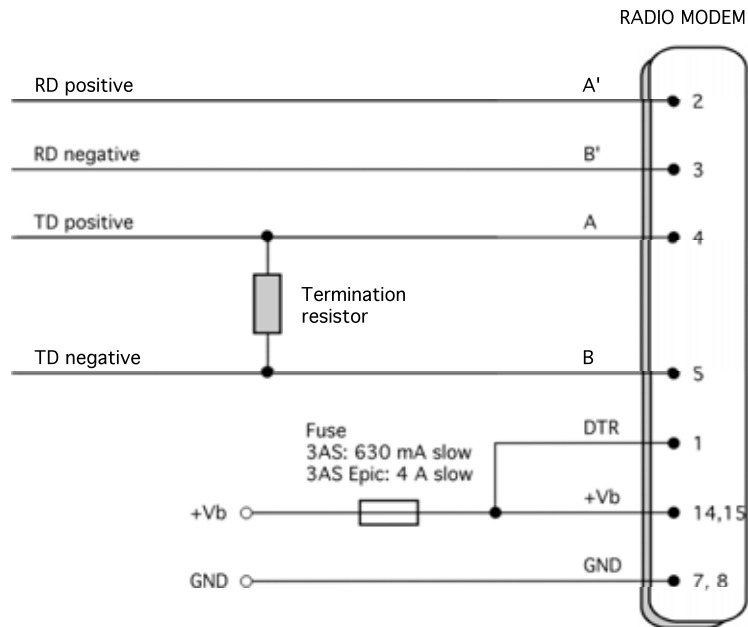 RADIO MODEM
RD positive A' 2
RD negative B' 3
TD positive A 4
Termination
resistor
TD negative B 5
Fuse
3AS: 630 mA slow
3AS Epic: 4 A slow
DTR 1
+Vb +Vb 14,15
GND GND 7, 8